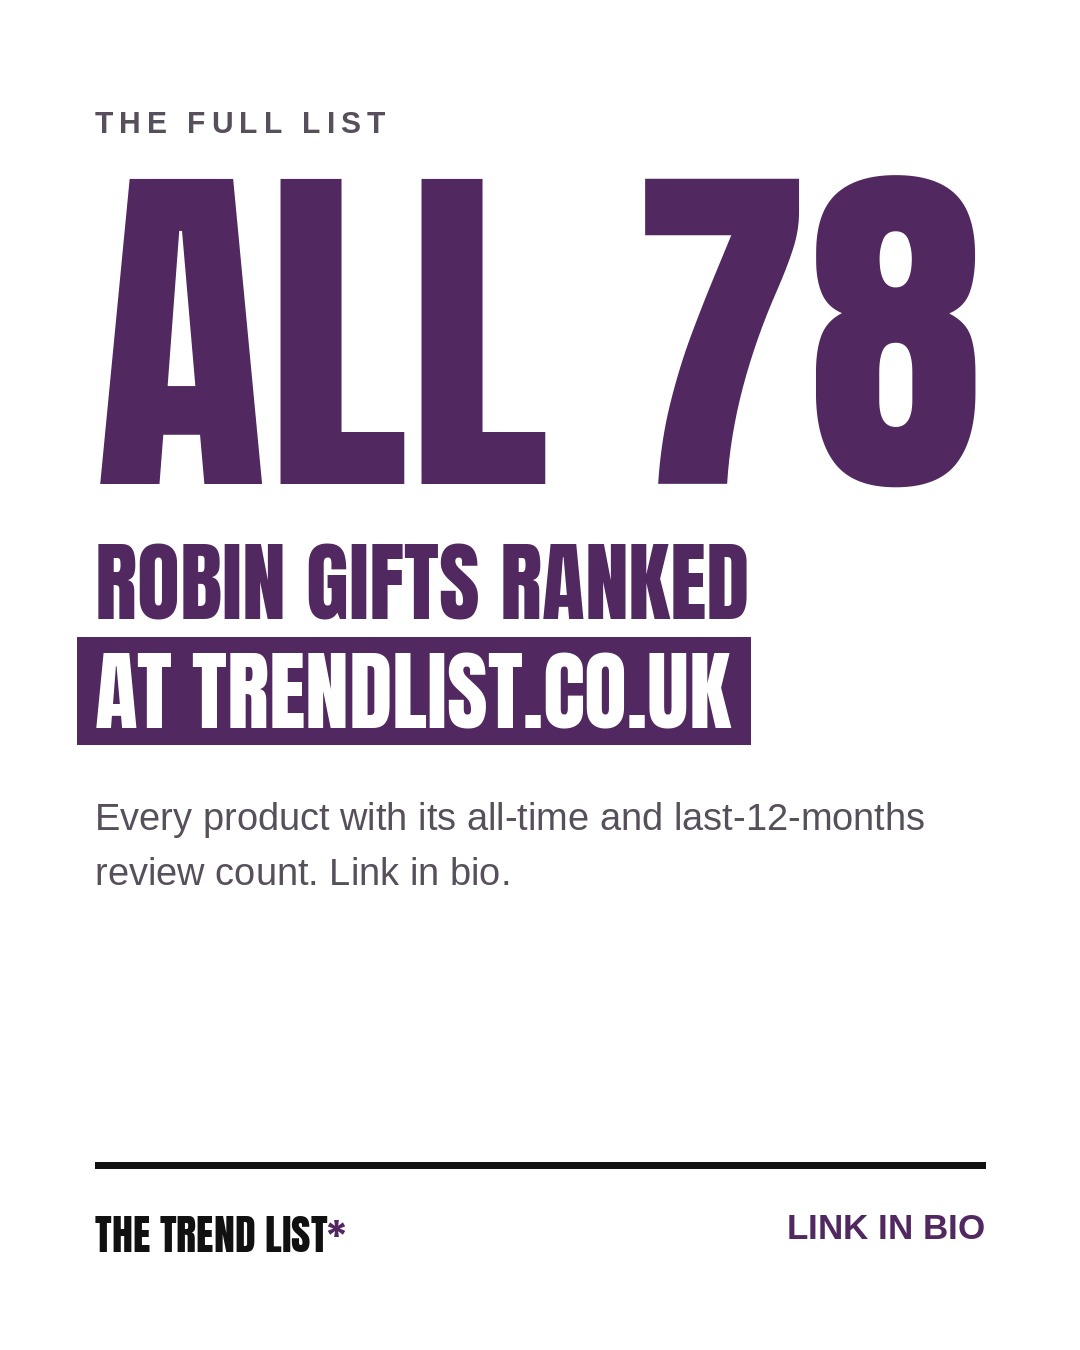 THE FULL LIST
ALL 78
ROBIN GIFTS RANKED
AT TRENDLIST.CO.UK
Every product with its all-time and last-12-months
review count. Link in bio.
THE TREND LIST*
LINK IN BIO